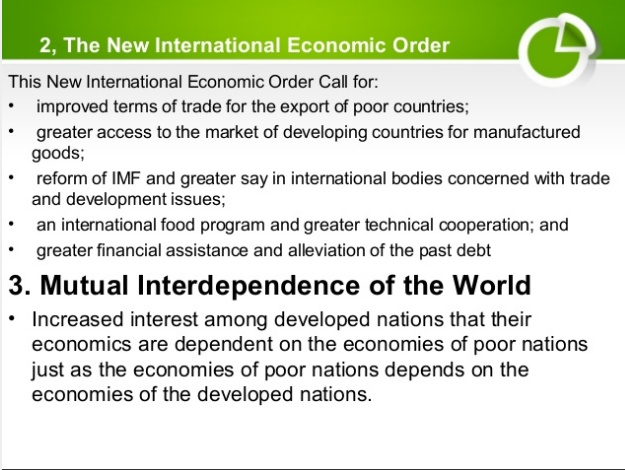 2, The New International Economic Order
This New International Economic Order Call for:
• improved terms of trade for the export of poor countries;
• greater access to the market of developing countries for manufactured
goods;
• reform of IMF and greater say in international bodies concerned with trade
and development issues;
• an international food program and greater technical cooperation; and
• greater financial assistance and alleviation of the past debt
3. Mutual Interdependence of the World
• Increased interest among developed nations that their
economics are dependent on the economies of poor nations
just as the economies of poor nations depends on the
economies of the developed nations.